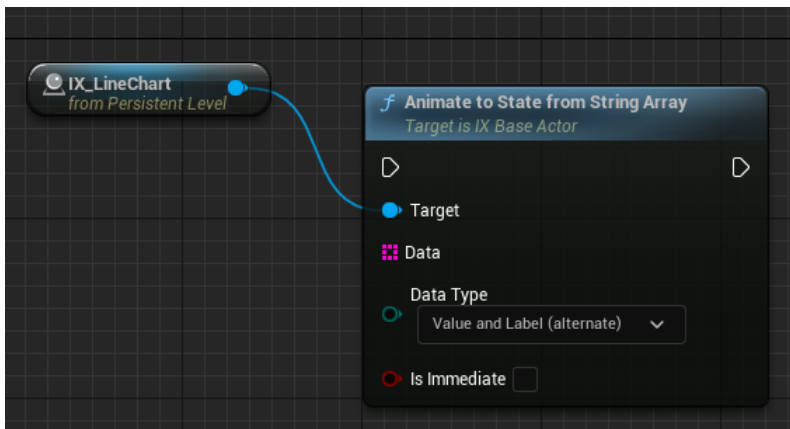 IX_LineChart
from Persistent Level
f Animate to State from String Array
Target is IX Base Actor
Target
Data
Data Type
Value and Label (alternate)
Is Immediate